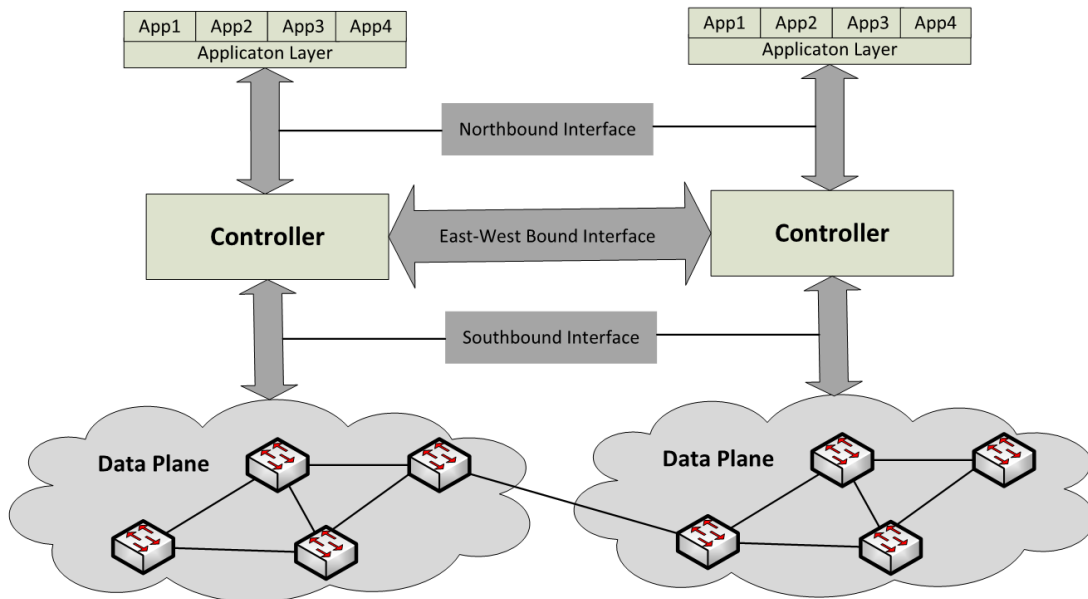 App1 App2 App3 App4
Applicaton Layer
App1 App2 App3 App4
Applicaton Layer
Northbound Interface
Controller
East-West Bound Interface
Controller
Southbound Interface
Data Plane
Data Plane